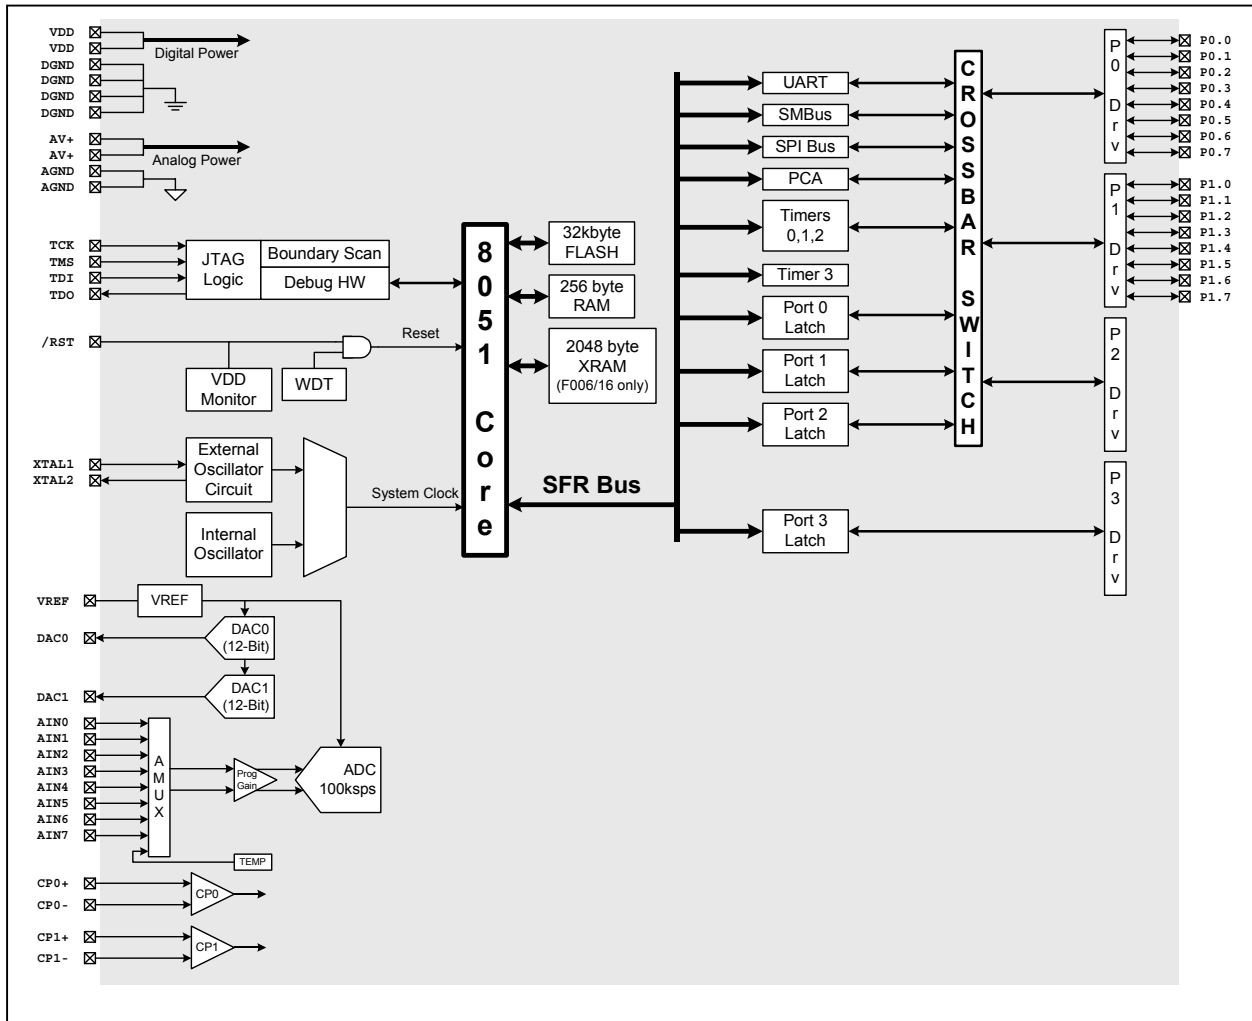 VDD
VDD
Digital Power
DGND
DGND
DGND
DGND
AV+
AV+
Analog Power
AGND
AGND
TCK
TMS
TDI
TDO
JTAG
Logic
Boundary Scan
Debug HW
/RST
VDD
Monitor
WDT
Reset
XTAL1
XTAL2
External
Oscillator
Circuit
Internal
Oscillator
System Clock
8051 Core
32kbyte
FLASH
256 byte
RAM
2048 byte
XRAM
(F006/16 only)
SFR Bus
UART
SMBus
SPI Bus
PCA
Timers
0,1,2
Timer 3
Port 0
Latch
Port 1
Latch
Port 2
Latch
Port 3
Latch
CROSSBAR SWITCH
P0 Drv
P0.0
P0.1
P0.2
P0.3
P0.4
P0.5
P0.6
P0.7
P1 Drv
P1.0
P1.1
P1.2
P1.3
P1.4
P1.5
P1.6
P1.7
P2 Drv
P3 Drv
VREF
VREF
DAC0
DAC0
(12-Bit)
DAC1
DAC1
(12-Bit)
AIN0
AIN1
AIN2
AIN3
AIN4
AIN5
AIN6
AIN7
AMUX
Prog
Gain
ADC
100ksps
TEMP
CP0+
CP0-
CP0
CP1+
CP1-
CP1